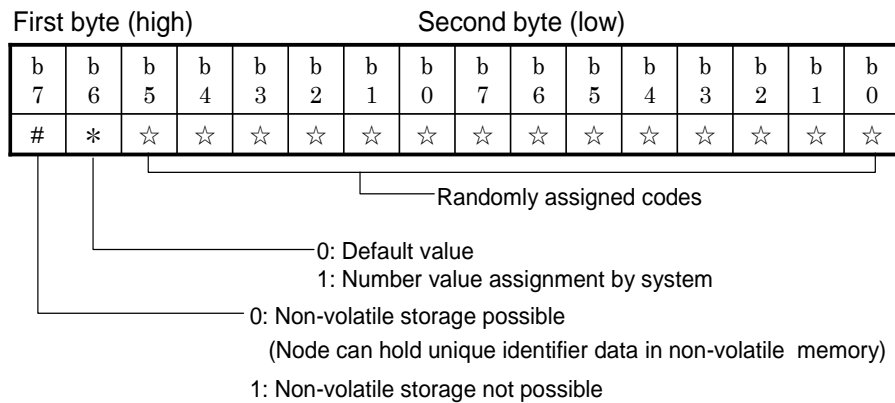 First byte (high) Second byte (low)
b b b b b b b b b b b b b b b b
7 6 5 4 3 2 1 0 7 6 5 4 3 2 1 0
# * ☆ ☆ ☆ ☆ ☆ ☆ ☆ ☆ ☆ ☆ ☆ ☆ ☆ ☆
Randomly assigned codes
0: Default value
1: Number value assignment by system
0: Non-volatile storage possible
(Node can hold unique identifier data in non-volatile memory)
1: Non-volatile storage not possible